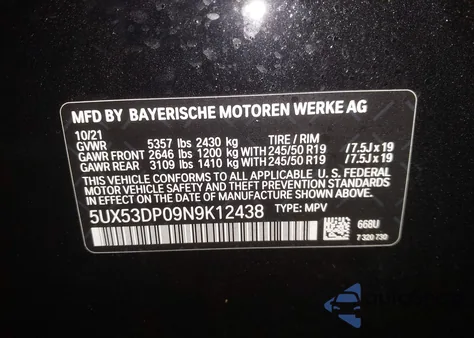 MFD BY BAYERISCHE MOTOREN WERKE AG
10/21
GVWR 5357 lbs 2430 kg TIRE / RIM
GAWR FRONT 2646 lbs 1200 kg WITH 245/50 R19 /7.5J x 19
GAWR REAR 3109 lbs 1410 kg WITH 245/50 R19 /7.5J x 19
THIS VEHICLE CONFORMS TO ALL APPLICABLE U. S. FEDERAL
MOTOR VEHICLE SAFETY, AND THEFT PREVENTION STANDARDS
IN EFFECT ON THE DATE OF MANUFACTURE SHOWN ABOVE.
5UX53DP09N9K12438 TYPE: MPV
668U
7 320 730